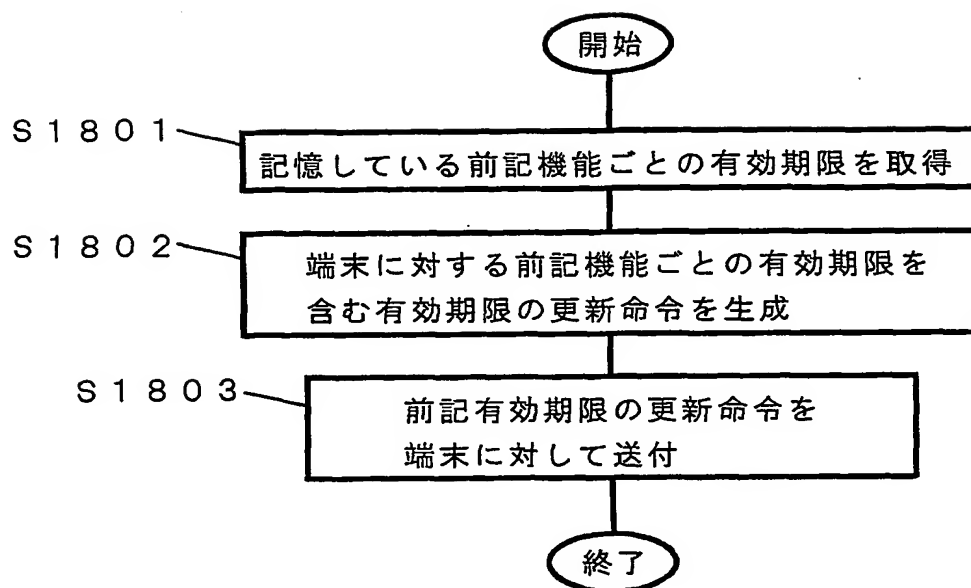 開始
S1801
記憶している前記機能ごとの有効期限を取得
S1802
端末に対する前記機能ごとの有効期限を
含む有効期限の更新命令を生成
S1803
前記有効期限の更新命令を
端末に対して送付
終了